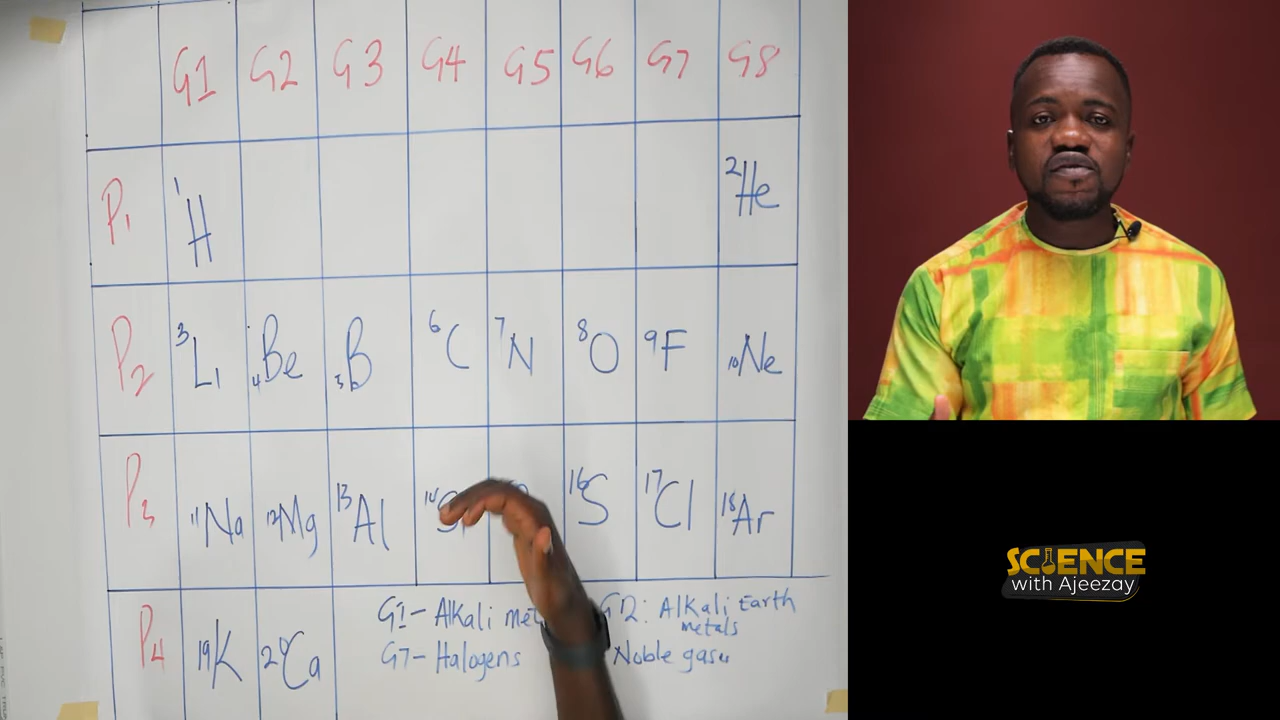 G1 G2 G3 G4 G5 G6 G7 G8
P1 1H 2He
P2 3Li 4Be 5B 6C 7N 8O 9F 10Ne
P3 11Na 12Mg 13Al 14Si 16S 17Cl 18Ar
P4 19K 20Ca
G1- Alkali G2: Alkali Earth
metals
G7- Halogens Noble gases
SCIENCE
with Ajeezay